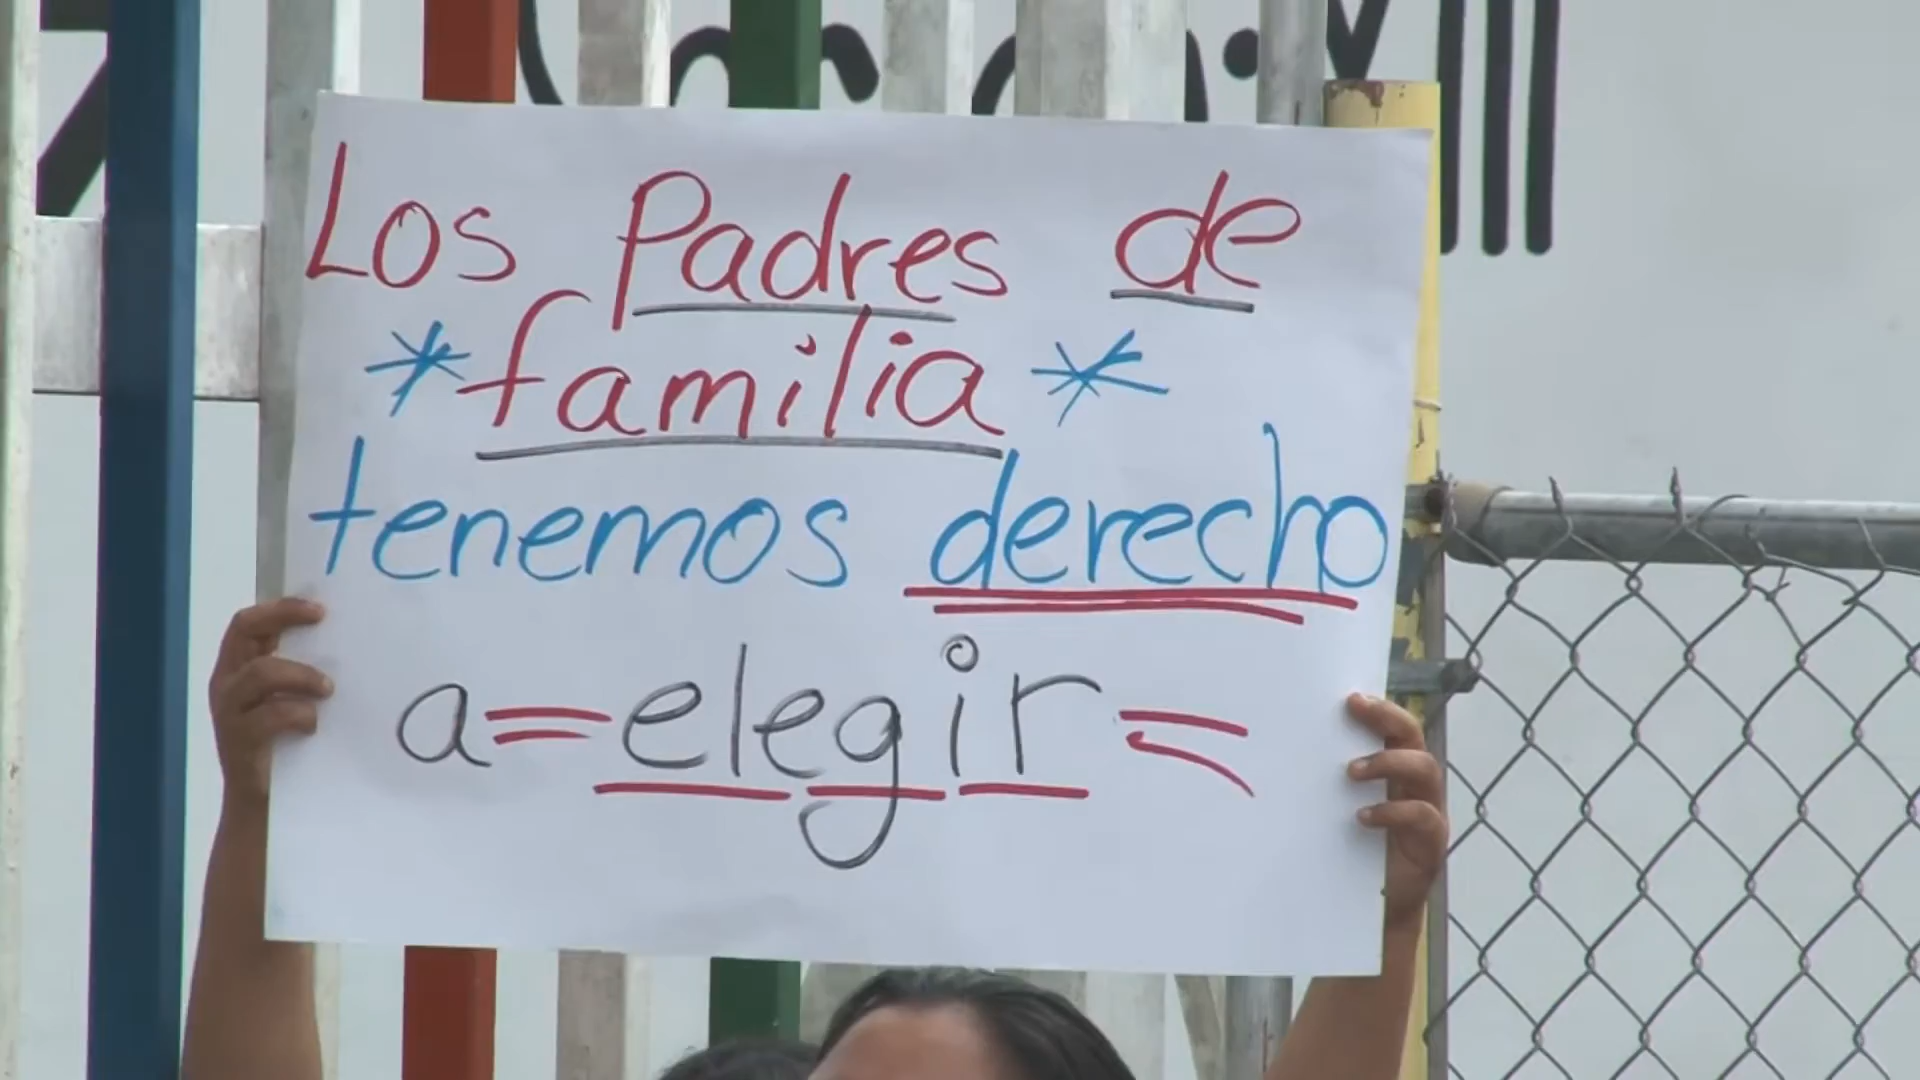 Los Padres de
*familia*
tenemos derecho
a=elegir=